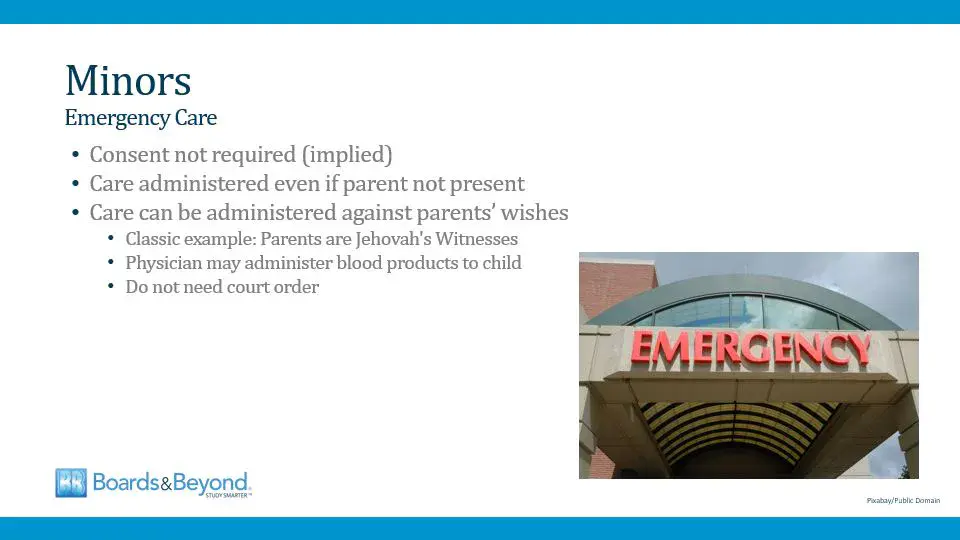 Minors
Emergency Care
• Consent not required (implied)
• Care administered even if parent not present
• Care can be administered against parents’ wishes
• Classic example: Parents are Jehovah's Witnesses
• Physician may administer blood products to child
• Do not need court order
EMERGENCY
BB Boards&Beyond®
STUDY SMARTER™
Pixabay/Public Domain